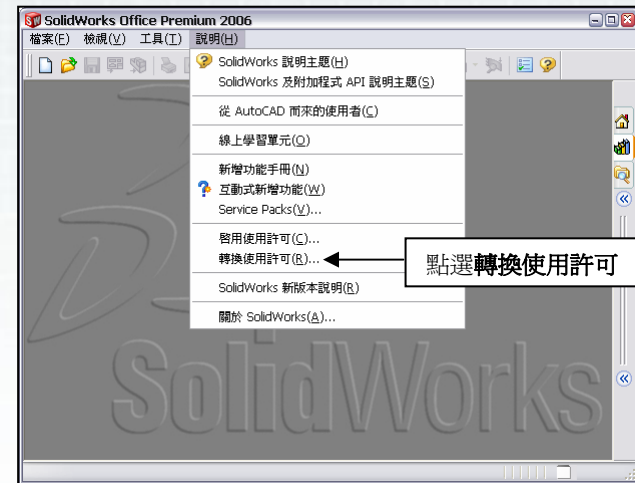 SolidWorks Office Premium 2006
檔案(F) 檢視(V) 工具(T) 說明(H)
SolidWorks 說明主題(H)
SolidWorks 及附加程式 API 說明主題(S)
從 AutoCAD 而來的使用者(C)
線上學習單元(O)
新增功能手冊(N)
互動式新增功能(W)
Service Packs(V)...
啓用使用許可(C)...
轉換使用許可(R)...
點選轉換使用許可
SolidWorks 新版本說明(R)
關於 SolidWorks(A)...
SolidWorks